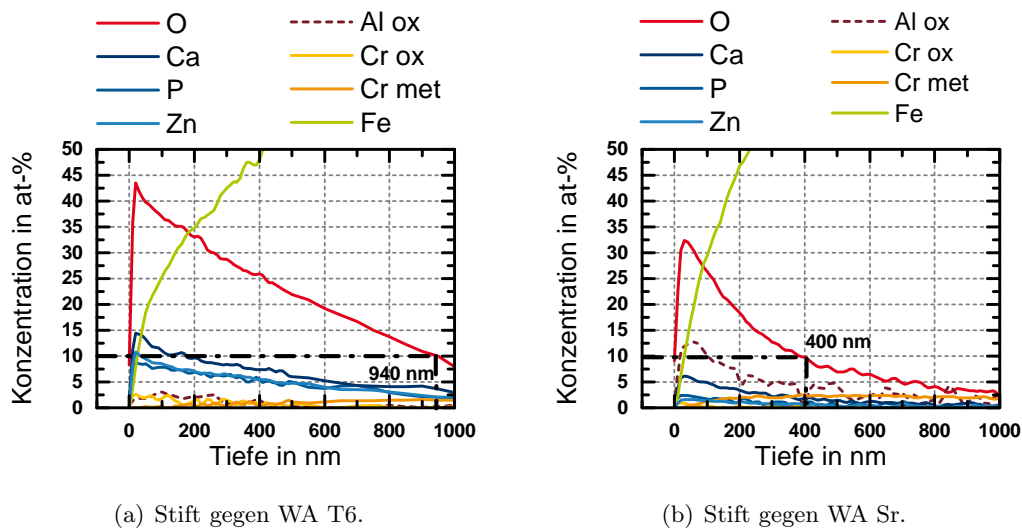 O
Al ox
Ca
Cr ox
P
Cr met
Zn
Fe
Konzentration in at-%
50
45
40
35
30
25
20
15
10
5
0
940 nm
0 200 400 600 800 1000
Tiefe in nm
(a) Stift gegen WA T6.
O
Al ox
Ca
Cr ox
P
Cr met
Zn
Fe
Konzentration in at-%
50
45
40
35
30
25
20
15
10
5
0
400 nm
0 200 400 600 800 1000
Tiefe in nm
(b) Stift gegen WA Sr.